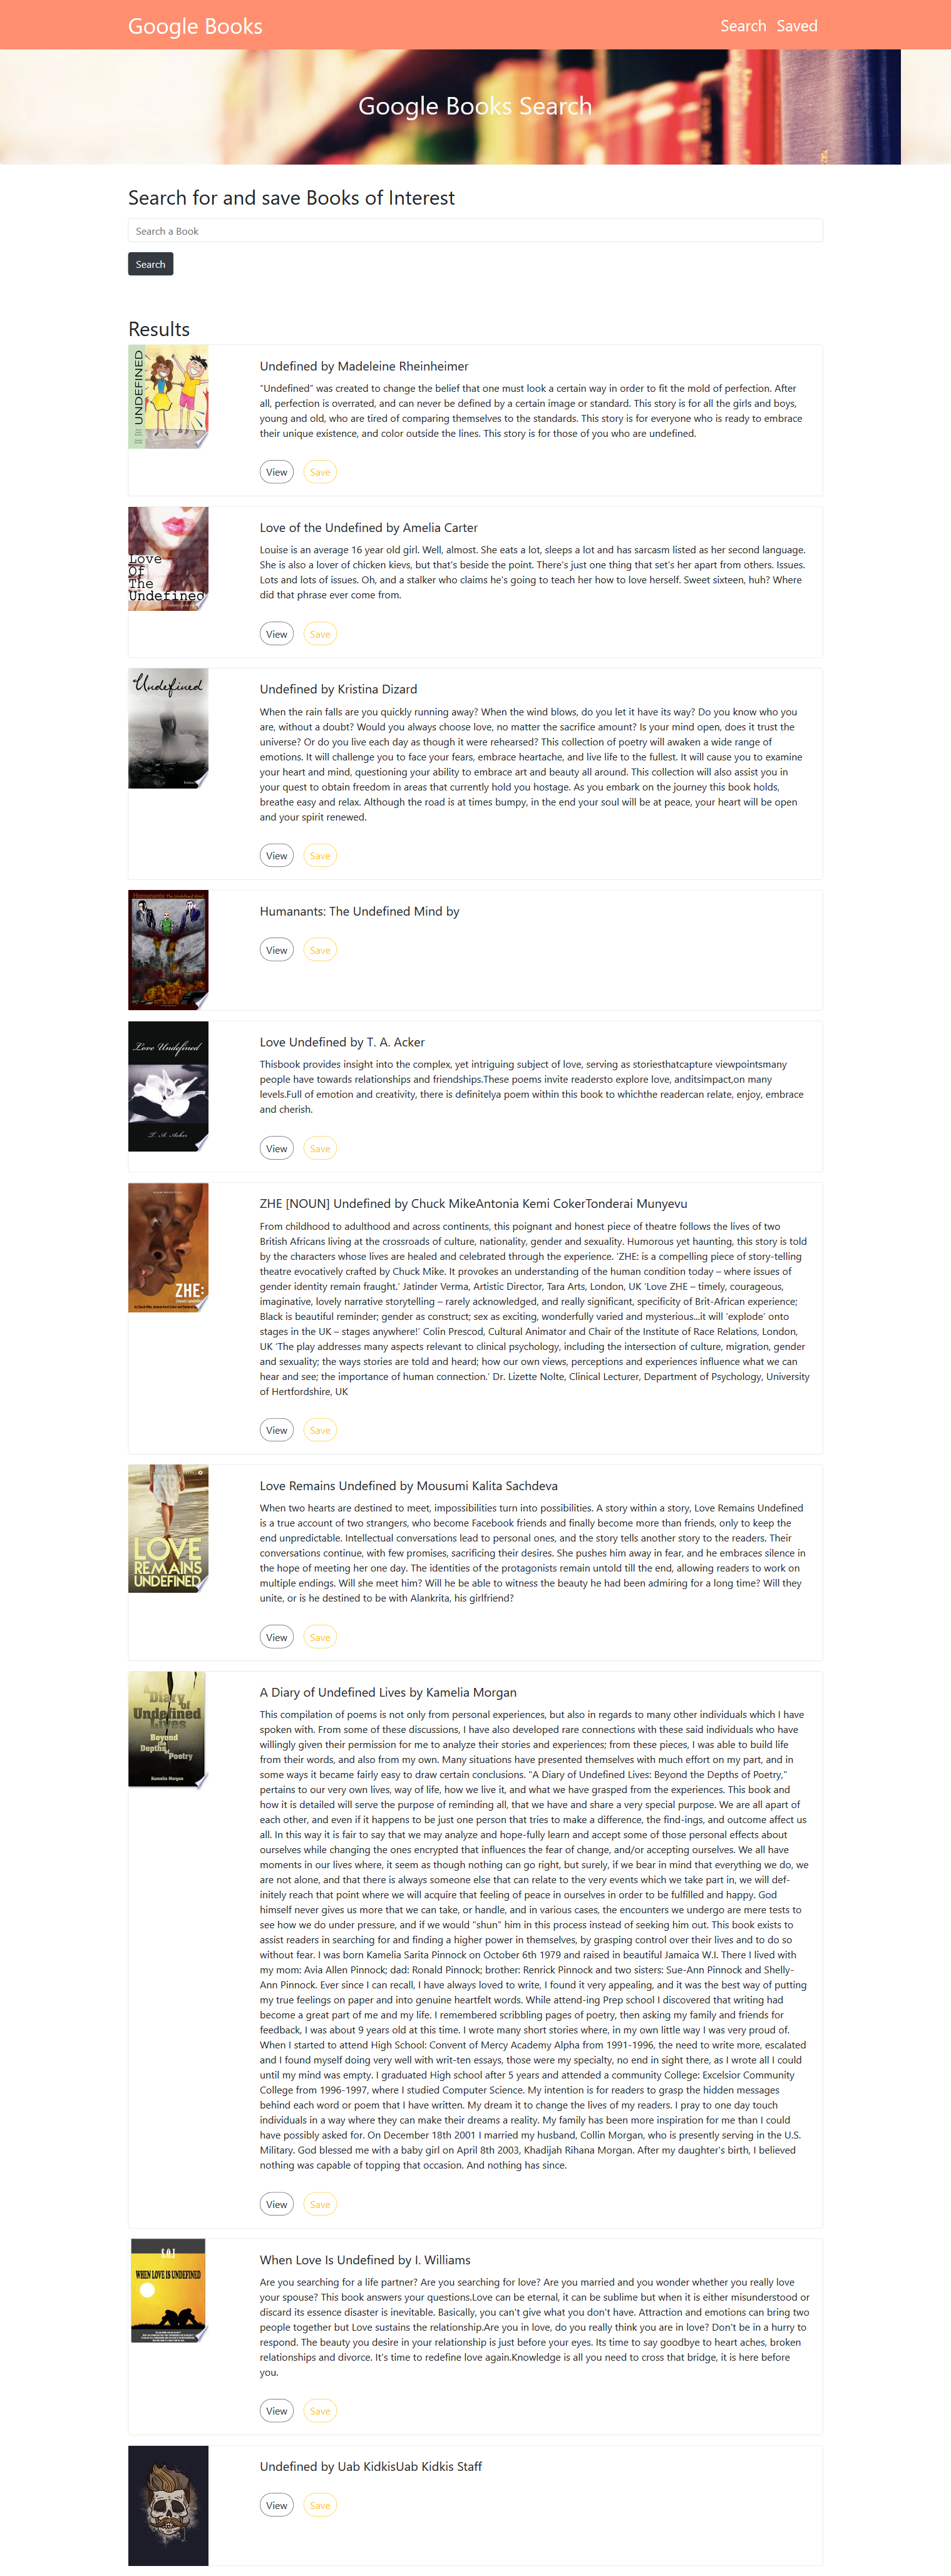 Google Books
Search Saved
Google Books Search
Search for and save Books of Interest
Search a Book
Search
Results
UNDEFINED
Undefined by Madeleine Rheinheimer
"Undefined" was created to change the belief that one must look a certain way in order to fit the mold of perfection. After
all, perfection is overrated, and can never be defined by a certain image or standard. This story is for all the girls and boys,
young and old, who are tired of comparing themselves to the standards. This story is for everyone who is ready to embrace
their unique existence, and color outside the lines. This story is for those of you who are undefined.
View Save
Love
Of
The
Undefined
Love of the Undefined by Amelia Carter
Louise is an average 16 year old girl. Well, almost. She eats a lot, sleeps a lot and has sarcasm listed as her second language.
She is also a lover of chicken kievs, but that's beside the point. There's just one thing that set's her apart from others. Issues.
Lots and lots of issues. Oh, and a stalker who claims he's going to teach her how to love herself. Sweet sixteen, huh? Where
did that phrase ever come from.
View Save
Undefined
Undefined by Kristina Dizard
When the rain falls are you quickly running away? When the wind blows, do you let it have its way? Do you know who you
are, without a doubt? Would you always choose love, no matter the sacrifice amount? Is your mind open, does it trust the
universe? Or do you live each day as though it were rehearsed? This collection of poetry will awaken a wide range of
emotions. It will challenge you to face your fears, embrace heartache, and live life to the fullest. It will cause you to examine
your heart and mind, questioning your ability to embrace art and beauty all around. This collection will also assist you in
your quest to obtain freedom in areas that currently hold you hostage. As you embark on the journey this book holds,
breathe easy and relax. Although the road is at times bumpy, in the end your soul will be at peace, your heart will be open
and your spirit renewed.
View Save
Humanants: The Undefined Mind by
View Save
Love Undefined
T. A. Acker
Love Undefined by T. A. Acker
Thisbook provides insight into the complex, yet intriguing subject of love, serving as storiesthatcapture viewpointsmany
people have towards relationships and friendships.These poems invite readersto explore love, anditsimpact,on many
levels.Full of emotion and creativity, there is definitelya poem within this book to whichthe readercan relate, enjoy, embrace
and cherish.
View Save
ZHE:
ZHE [NOUN] Undefined by Chuck MikeAntonia Kemi CokerTonderai Munyevu
From childhood to adulthood and across continents, this poignant and honest piece of theatre follows the lives of two
British Africans living at the crossroads of culture, nationality, gender and sexuality. Humorous yet haunting, this story is told
by the characters whose lives are healed and celebrated through the experience. 'ZHE: is a compelling piece of story-telling
theatre evocatively crafted by Chuck Mike. It provokes an understanding of the human condition today – where issues of
gender identity remain fraught.' Jatinder Verma, Artistic Director, Tara Arts, London, UK 'Love ZHE – timely, courageous,
imaginative, lovely narrative storytelling – rarely acknowledged, and really significant, specificity of Brit-African experience;
Black is beautiful reminder; gender as construct; sex as exciting, wonderfully varied and mysterious...it will 'explode' onto
stages in the UK – stages anywhere!' Colin Prescod, Cultural Animator and Chair of the Institute of Race Relations, London,
UK 'The play addresses many aspects relevant to clinical psychology, including the intersection of culture, migration, gender
and sexuality; the ways stories are told and heard; how our own views, perceptions and experiences influence what we can
hear and see; the importance of human connection.' Dr. Lizette Nolte, Clinical Lecturer, Department of Psychology, University
of Hertfordshire, UK
View Save
LOVE
REMAINS
UNDEFINED
Love Remains Undefined by Mousumi Kalita Sachdeva
When two hearts are destined to meet, impossibilities turn into possibilities. A story within a story, Love Remains Undefined
is a true account of two strangers, who become Facebook friends and finally become more than friends, only to keep the
end unpredictable. Intellectual conversations lead to personal ones, and the story tells another story to the readers. Their
conversations continue, with few promises, sacrificing their desires. She pushes him away in fear, and he embraces silence in
the hope of meeting her one day. The identities of the protagonists remain untold till the end, allowing readers to work on
multiple endings. Will she meet him? Will he be able to witness the beauty he had been admiring for a long time? Will they
unite, or is he destined to be with Alankrita, his girlfriend?
View Save
A Diary of
Undefined
Lives
Beyond
the
Depths of
Poetry
Kamelia Morgan
A Diary of Undefined Lives by Kamelia Morgan
This compilation of poems is not only from personal experiences, but also in regards to many other individuals which I have
spoken with. From some of these discussions, I have also developed rare connections with these said individuals who have
willingly given their permission for me to analyze their stories and experiences; from these pieces, I was able to build life
from their words, and also from my own. Many situations have presented themselves with much effort on my part, and in
some ways it became fairly easy to draw certain conclusions. "A Diary of Undefined Lives: Beyond the Depths of Poetry,"
pertains to our very own lives, way of life, how we live it, and what we have grasped from the experiences. This book and
how it is detailed will serve the purpose of reminding all, that we have and share a very special purpose. We are all apart of
each other, and even if it happens to be just one person that tries to make a difference, the find-ings, and outcome affect us
all. In this way it is fair to say that we may analyze and hope-fully learn and accept some of those personal effects about
ourselves while changing the ones encrypted that influences the fear of change, and/or accepting ourselves. We all have
moments in our lives where, it seem as though nothing can go right, but surely, if we bear in mind that everything we do, we
are not alone, and that there is always someone else that can relate to the very events which we take part in, we will def-
initely reach that point where we will acquire that feeling of peace in ourselves in order to be fulfilled and happy. God
himself never gives us more that we can take, or handle, and in various cases, the encounters we undergo are mere tests to
see how we do under pressure, and if we would "shun" him in this process instead of seeking him out. This book exists to
assist readers in searching for and finding a higher power in themselves, by grasping control over their lives and to do so
without fear. I was born Kamelia Sarita Pinnock on October 6th 1979 and raised in beautiful Jamaica W.I. There I lived with
my mom: Avia Allen Pinnock; dad: Ronald Pinnock; brother: Renrick Pinnock and two sisters: Sue-Ann Pinnock and Shelly-
Ann Pinnock. Ever since I can recall, I have always loved to write, I found it very appealing, and it was the best way of putting
my true feelings on paper and into genuine heartfelt words. While attend-ing Prep school I discovered that writing had
become a great part of me and my life. I remembered scribbling pages of poetry, then asking my family and friends for
feedback, I was about 9 years old at this time. I wrote many short stories where, in my own little way I was very proud of.
When I started to attend High School: Convent of Mercy Academy Alpha from 1991-1996, the need to write more, escalated
and I found myself doing very well with writ-ten essays, those were my specialty, no end in sight there, as I wrote all I could
until my mind was empty. I graduated High school after 5 years and attended a community College: Excelsior Community
College from 1996-1997, where I studied Computer Science. My intention is for readers to grasp the hidden messages
behind each word or poem that I have written. My dream it to change the lives of my readers. I pray to one day touch
individuals in a way where they can make their dreams a reality. My family has been more inspiration for me than I could
have possibly asked for. On December 18th 2001 I married my husband, Collin Morgan, who is presently serving in the U.S.
Military. God blessed me with a baby girl on April 8th 2003, Khadijah Rihana Morgan. After my daughter's birth, I believed
nothing was capable of topping that occasion. And nothing has since.
View Save
S.O.I
WHEN LOVE IS UNDEFINED
When Love Is Undefined by I. Williams
Are you searching for a life partner? Are you searching for love? Are you married and you wonder whether you really love
your spouse? This book answers your questions.Love can be eternal, it can be sublime but when it is either misunderstood or
discard its essence disaster is inevitable. Basically, you can't give what you don't have. Attraction and emotions can bring two
people together but Love sustains the relationship.Are you in love, do you really think you are in love? Don't be in a hurry to
respond. The beauty you desire in your relationship is just before your eyes. Its time to say goodbye to heart aches, broken
relationships and divorce. It's time to redefine love again.Knowledge is all you need to cross that bridge, it is here before
you.
View Save
Undefined by Uab KidkisUab Kidkis Staff
View Save